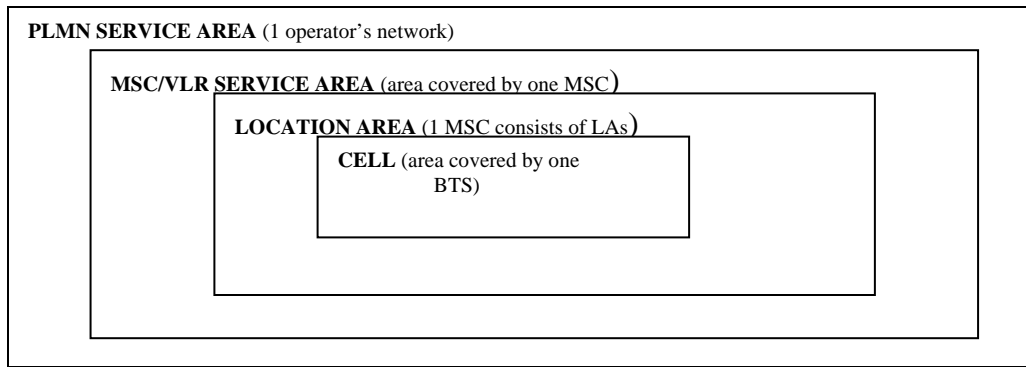 PLMN SERVICE AREA (1 operator’s network)
MSC/VLR SERVICE AREA (area covered by one MSC)
LOCATION AREA (1 MSC consists of LAs)
CELL (area covered by one
BTS)